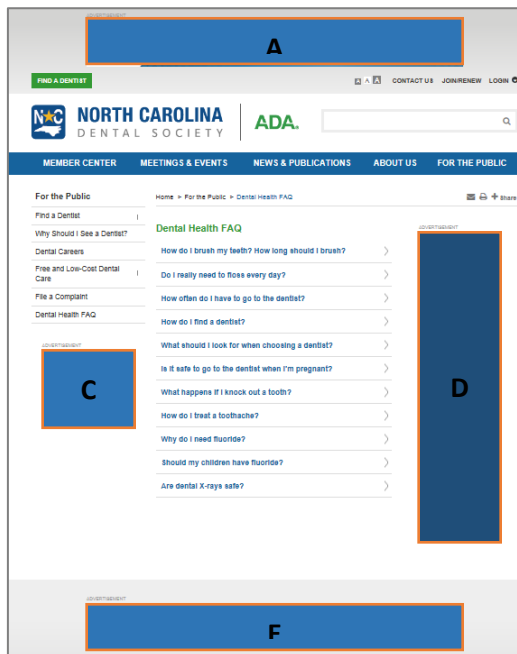 ADVERTISEMENT
A
FIND A DENTIST
A A A CONTACT US JOIN/RENEW LOGIN
NC NORTH CAROLINA
DENTAL SOCIETY
ADA.
MEMBER CENTER MEETINGS & EVENTS NEWS & PUBLICATIONS ABOUT US FOR THE PUBLIC
For the Public
Home > For the Public > Dental Health FAQ
Share
Find a Dentist
Why Should I See a Dentist?
Dental Careers
Free and Low-Cost Dental
Care
File a Complaint
Dental Health FAQ
ADVERTISEMENT
C
Dental Health FAQ
How do I brush my teeth? How long should I brush?
Do I really need to floss every day?
How often do I have to go to the dentist?
How do I find a dentist?
What should I look for when choosing a dentist?
Is it safe to go to the dentist when I'm pregnant?
What happens if I knock out a tooth?
How do I treat a toothache?
Why do I need fluoride?
Should my children have fluoride?
Are dental X-rays safe?
ADVERTISEMENT
D
ADVERTISEMENT